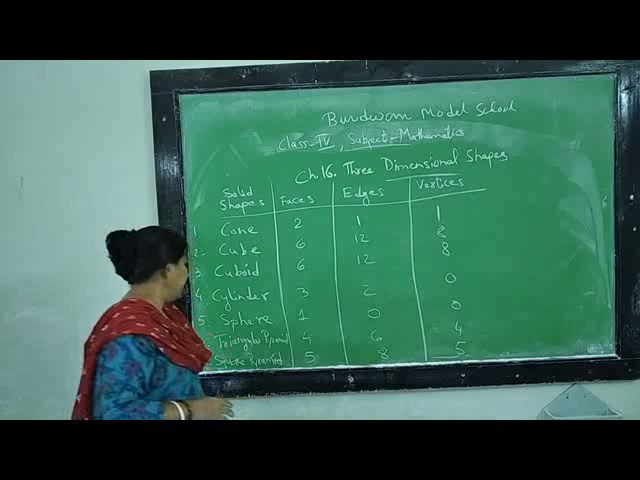 Burdwan Model School
Class-IV, Subject-Mathematics
Ch.16. Three Dimensional Shapes
Solid Shapes Faces Edges Vertices
1. Cone 2 1 1
2. Cube 6 12 8
3. Cuboid 6 12 8
4. Cylinder 3 2 0
5. Sphere 1 0 0
Triangular Pyramid 4 6 4
Square Pyramid 5 8 5